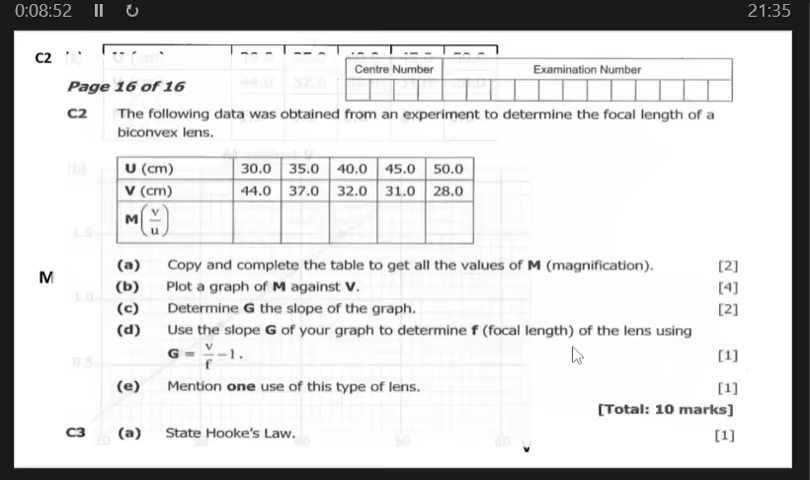 0:08:52
21:35
C2
Centre Number
Examination Number
Page 16 of 16
C2 The following data was obtained from an experiment to determine the focal length of a
biconvex lens.
U (cm) 30.0 35.0 40.0 45.0 50.0
V (cm) 44.0 37.0 32.0 31.0 28.0
M(v/u)
(a) Copy and complete the table to get all the values of M (magnification). [2]
M
(b) Plot a graph of M against V. [4]
(c) Determine G the slope of the graph. [2]
(d) Use the slope G of your graph to determine f (focal length) of the lens using
G = v/f −1. [1]
(e) Mention one use of this type of lens. [1]
[Total: 10 marks]
C3 (a) State Hooke's Law. [1]
v